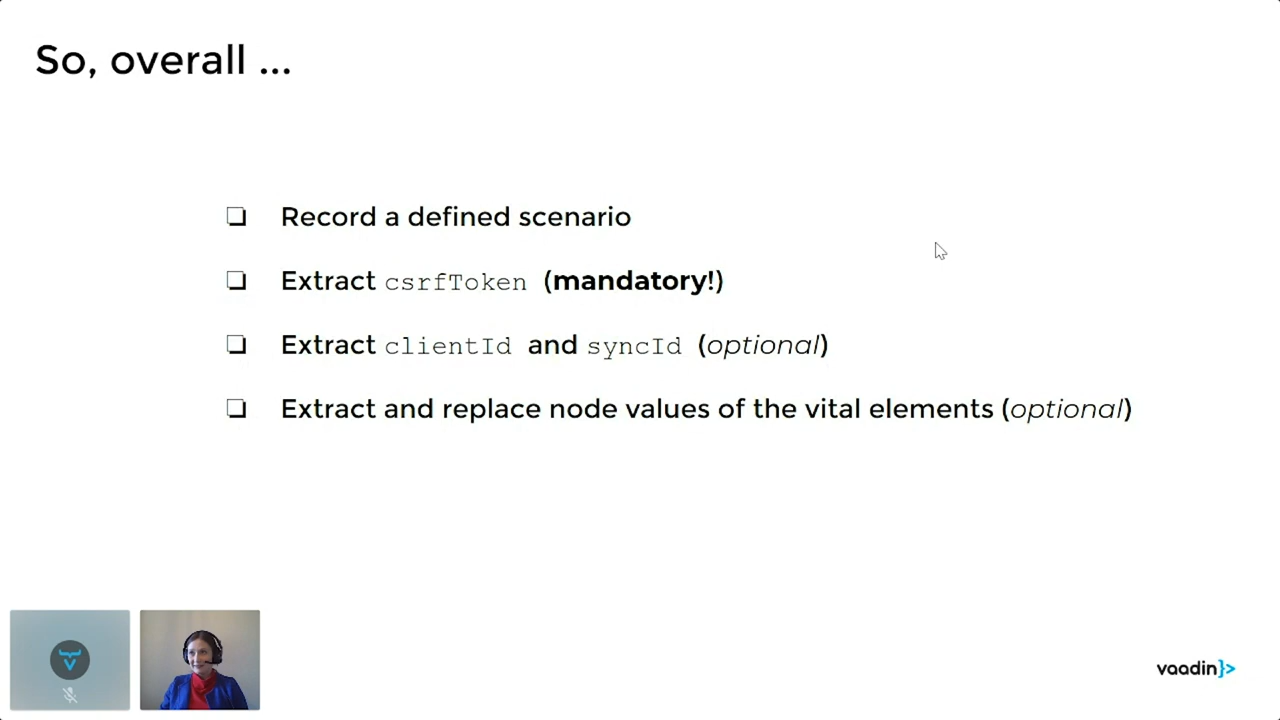 So, overall ...
Record a defined scenario
Extract csrfToken (mandatory!)
Extract clientId and syncId (optional)
Extract and replace node values of the vital elements (optional)
vaadin}>